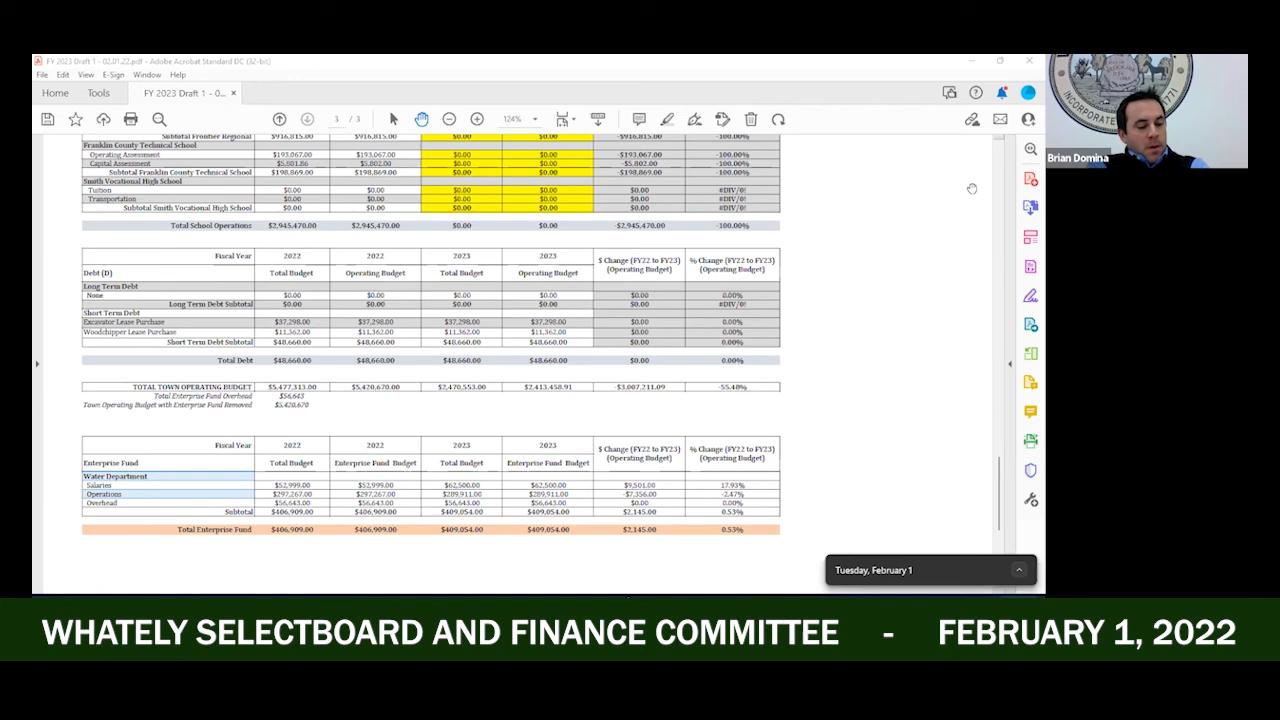 FY 2023 Draft 1 - 02.01.22.pdf - Adobe Acrobat Standard DC (32-bit)
File Edit View E-Sign Window Help
Home Tools FY 2023 Draft 1 - 0... ×
3 / 3 124%
Subtotal Frontier Regional $916,815.00 $916,815.00 $0.00 $0.00 -$916,815.00 -100.00%
Franklin County Technical School
Operating Assessment $193,067.00 $193,067.00 $0.00 $0.00 -$193,067.00 -100.00%
Capital Assessment $5,801.86 $5,802.00 $0.00 $0.00 -$5,802.00 -100.00%
Subtotal Franklin County Technical School $198,869.00 $198,869.00 $0.00 $0.00 -$198,869.00 -100.00%
Smith Vocational High School
Tuition $0.00 $0.00 $0.00 $0.00 $0.00 #DIV/0!
Transportation $0.00 $0.00 $0.00 $0.00 $0.00 #DIV/0!
Subtotal Smith Vocational High School $0.00 $0.00 $0.00 $0.00 $0.00 #DIV/0!
Total School Operations $2,945,470.00 $2,945,470.00 $0.00 $0.00 -$2,945,470.00 -100.00%
Fiscal Year 2022 2022 2023 2023 $ Change (FY22 to FY23) % Change (FY22 to FY23)
(Operating Budget) (Operating Budget)
Debt (D) Total Budget Operating Budget Total Budget Operating Budget
Long Term Debt
None $0.00 $0.00 $0.00 $0.00 $0.00 0.00%
Long Term Debt Subtotal $0.00 $0.00 $0.00 $0.00 $0.00 #DIV/0!
Short Term Debt
Excavator Lease Purchase $37,298.00 $37,298.00 $37,298.00 $37,298.00 $0.00 0.00%
Woodchipper Lease Purchase $11,362.00 $11,362.00 $11,362.00 $11,362.00 $0.00 0.00%
Short Term Debt Subtotal $48,660.00 $48,660.00 $48,660.00 $48,660.00 $0.00 0.00%
Total Debt $48,660.00 $48,660.00 $48,660.00 $48,660.00 $0.00 0.00%
TOTAL TOWN OPERATING BUDGET $5,477,313.00 $5,420,670.00 $2,470,553.00 $2,413,458.91 -$3,007,211.09 -55.48%
Total Enterprise Fund Overhead $56,643
Town Operating Budget with Enterprise Fund Removed $5,420,670
Fiscal Year 2022 2022 2023 2023 $ Change (FY22 to FY23) % Change (FY22 to FY23)
(Operating Budget) (Operating Budget)
Enterprise Fund Total Budget Enterprise Fund Budget Total Budget Enterprise Fund Budget
Water Department
Salaries $52,999.00 $52,999.00 $62,500.00 $62,500.00 $9,501.00 17.93%
Operations $297,267.00 $297,267.00 $289,911.00 $289,911.00 -$7,356.00 -2.47%
Overhead $56,643.00 $56,643.00 $56,643.00 $56,643.00 $0.00 0.00%
Subtotal $406,909.00 $406,909.00 $409,054.00 $409,054.00 $2,145.00 0.53%
Total Enterprise Fund $406,909.00 $406,909.00 $409,054.00 $409,054.00 $2,145.00 0.53%
Tuesday, February 1
INCORPORATED 1771
Brian Domina
WHATELY SELECTBOARD AND FINANCE COMMITTEE - FEBRUARY 1, 2022